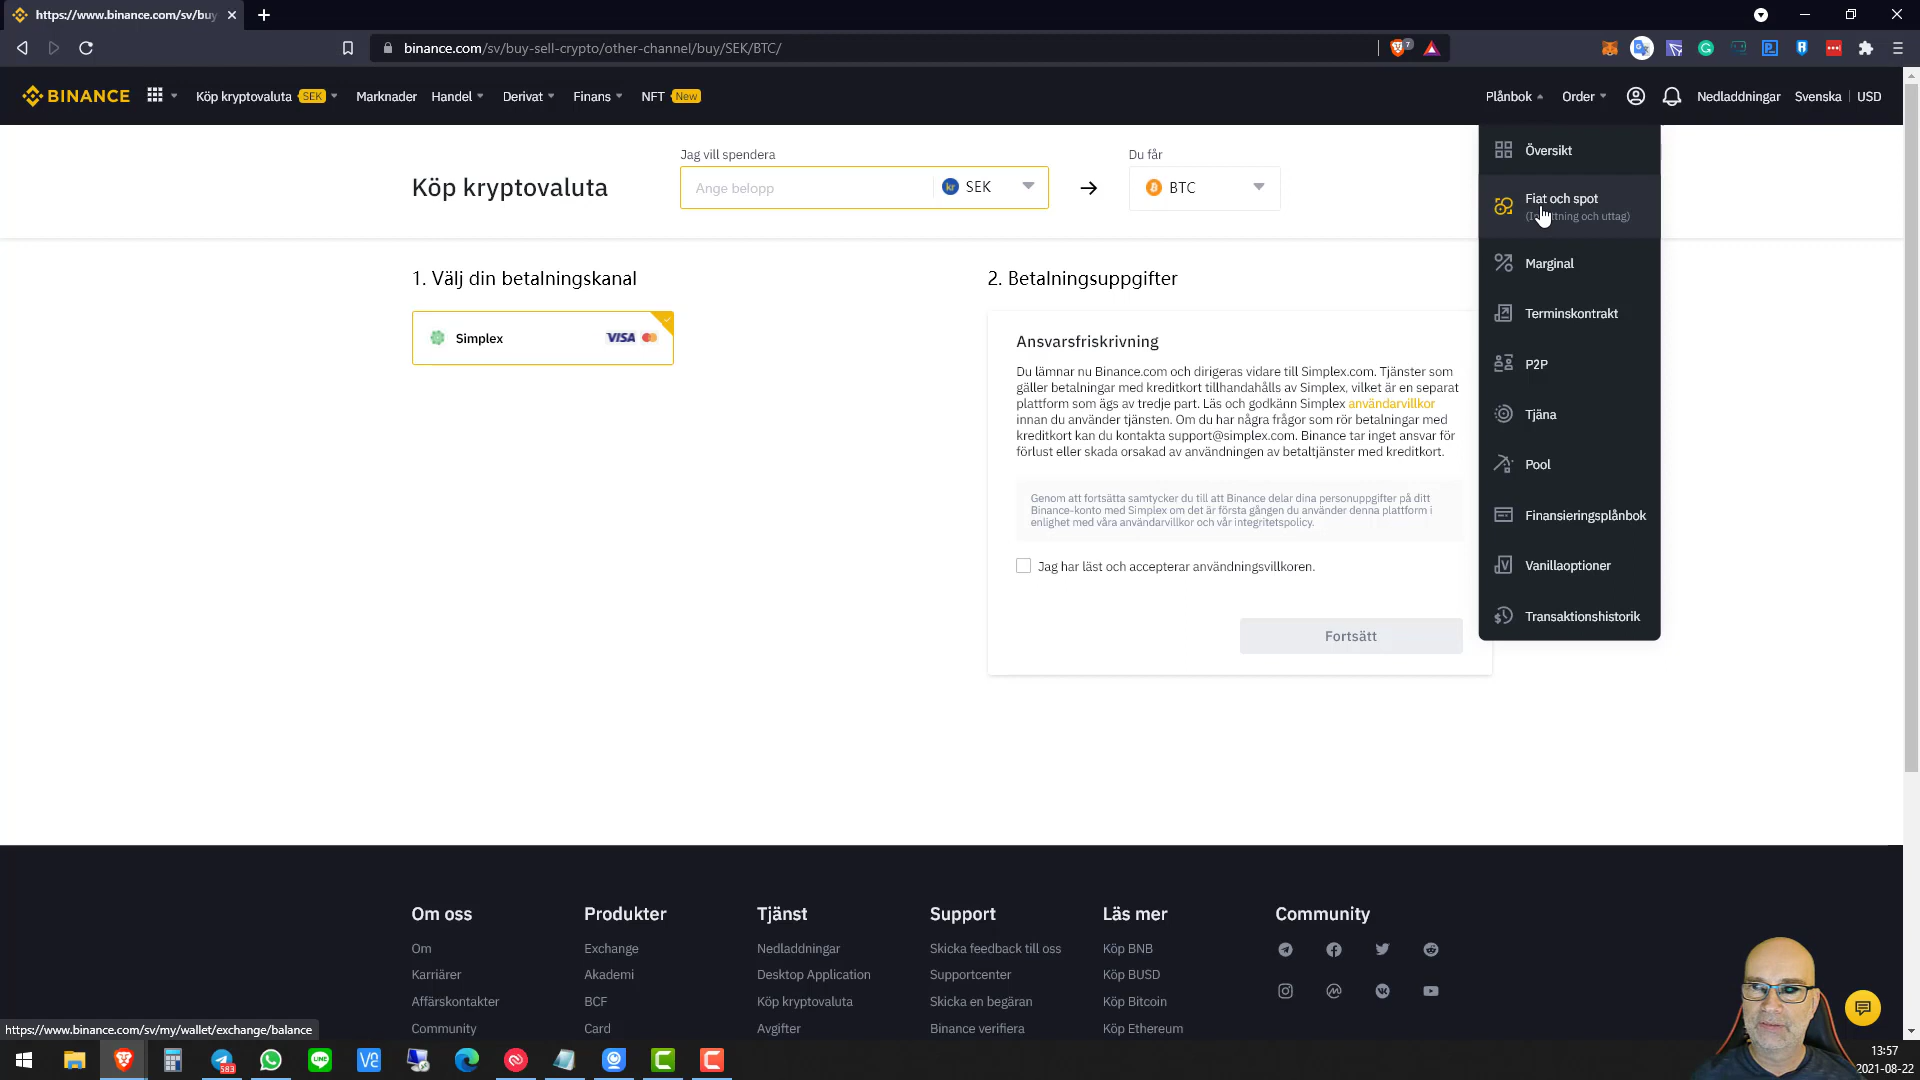 https://www.binance.com/sv/buy
binance.com/sv/buy-sell-crypto/other-channel/buy/SEK/BTC/
7
BINANCE
Köp kryptovaluta SEK
Marknader
Handel
Derivat
Finans
NFT New
Plånbok
Order
Nedladdningar
Svenska
USD
Köp kryptovaluta
Jag vill spendera
Ange belopp
kr SEK
Du får
BTC
Översikt
Fiat och spot
ttning och uttag)
Marginal
Terminskontrakt
P2P
Tjäna
Pool
Finansieringsplånbok
Vanillaoptioner
Transaktionshistorik
1. Välj din betalningskanal
Simplex VISA
2. Betalningsuppgifter
Ansvarsfriskrivning
Du lämnar nu Binance.com och dirigeras vidare till Simplex.com. Tjänster som
gäller betalningar med kreditkort tillhandahålls av Simplex, vilket är en separat
plattform som ägs av tredje part. Läs och godkänn Simplex användarvillkor
innan du använder tjänsten. Om du har några frågor som rör betalningar med
kreditkort kan du kontakta support@simplex.com. Binance tar inget ansvar för
förlust eller skada orsakad av användningen av betaltjänster med kreditkort.
Genom att fortsätta samtycker du till att Binance delar dina personuppgifter på ditt
Binance-konto med Simplex om det är första gången du använder denna plattform i
enlighet med våra användarvillkor och vår integritetspolicy.
Jag har läst och accepterar användningsvillkoren.
Fortsätt
Om oss
Om
Karriärer
Affärskontakter
Community
Produkter
Exchange
Akademi
BCF
Card
Tjänst
Nedladdningar
Desktop Application
Köp kryptovaluta
Avgifter
Support
Skicka feedback till oss
Supportcenter
Skicka en begäran
Binance verifiera
Läs mer
Köp BNB
Köp BUSD
Köp Bitcoin
Köp Ethereum
Community
https://www.binance.com/sv/my/wallet/exchange/balance
583
LINE
13:57
2021-08-22